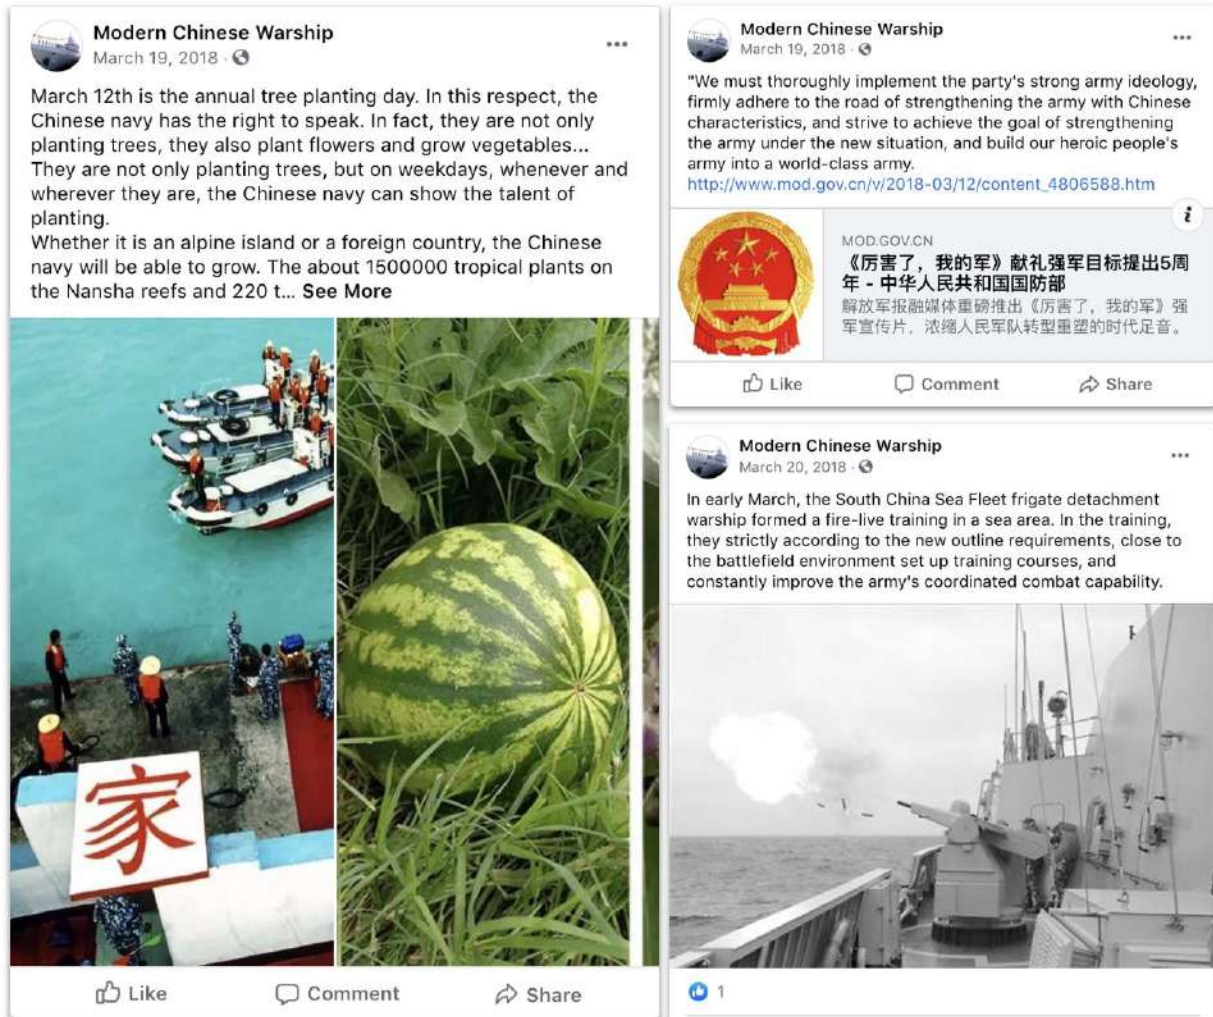 Modern Chinese Warship
March 19, 2018
March 12th is the annual tree planting day. In this respect, the
Chinese navy has the right to speak. In fact, they are not only
planting trees, they also plant flowers and grow vegetables...
They are not only planting trees, but on weekdays, whenever and
wherever they are, the Chinese navy can show the talent of
planting.
Whether it is an alpine island or a foreign country, the Chinese
navy will be able to grow. The about 1500000 tropical plants on
the Nansha reefs and 220 t... See More
家
Like Comment Share
Modern Chinese Warship
March 19, 2018
"We must thoroughly implement the party's strong army ideology,
firmly adhere to the road of strengthening the army with Chinese
characteristics, and strive to achieve the goal of strengthening
the army under the new situation, and build our heroic people's
army into a world-class army.
http://www.mod.gov.cn/v/2018-03/12/content_4806588.htm
MOD.GOV.CN
《厉害了，我的军》献礼强军目标提出5周
年 - 中华人民共和国国防部
解放军报融媒体重磅推出《厉害了，我的军》强
军宣传片，浓缩人民军队转型重塑的时代足音。
Like Comment Share
Modern Chinese Warship
March 20, 2018
In early March, the South China Sea Fleet frigate detachment
warship formed a fire-live training in a sea area. In the training,
they strictly according to the new outline requirements, close to
the battlefield environment set up training courses, and
constantly improve the army's coordinated combat capability.
1